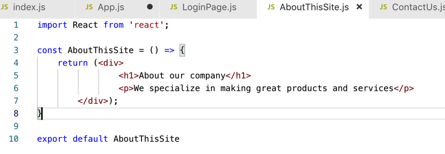 JS index.js JS App.js JS LoginPage.js JS AboutThisSite.js × JS ContactUs.js
1 import React from 'react';
2
3 const AboutThisSite = () => {
4 return (<div>
5 <h1>About our company</h1>
6 <p>We specialize in making great products and services</p>
7 </div>);
8 }
9
10 export default AboutThisSite